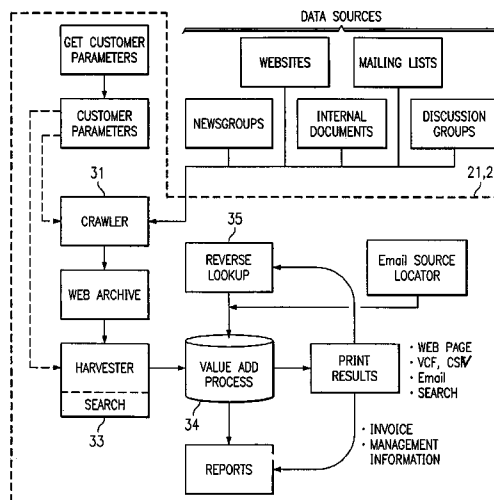 DATA SOURCES
GET CUSTOMER
PARAMETERS
WEBSITES
MAILING LISTS
CUSTOMER
PARAMETERS
NEWSGROUPS
INTERNAL
DOCUMENTS
DISCUSSION
GROUPS
21,2
31
CRAWLER
35
REVERSE
LOOKUP
Email SOURCE
LOCATOR
WEB ARCHIVE
HARVESTER
SEARCH
33
VALUE ADD
PROCESS
34
PRINT
RESULTS
• WEB PAGE
• VCF, CSV
• Email
• SEARCH
• INVOICE
• MANAGEMENT
INFORMATION
REPORTS